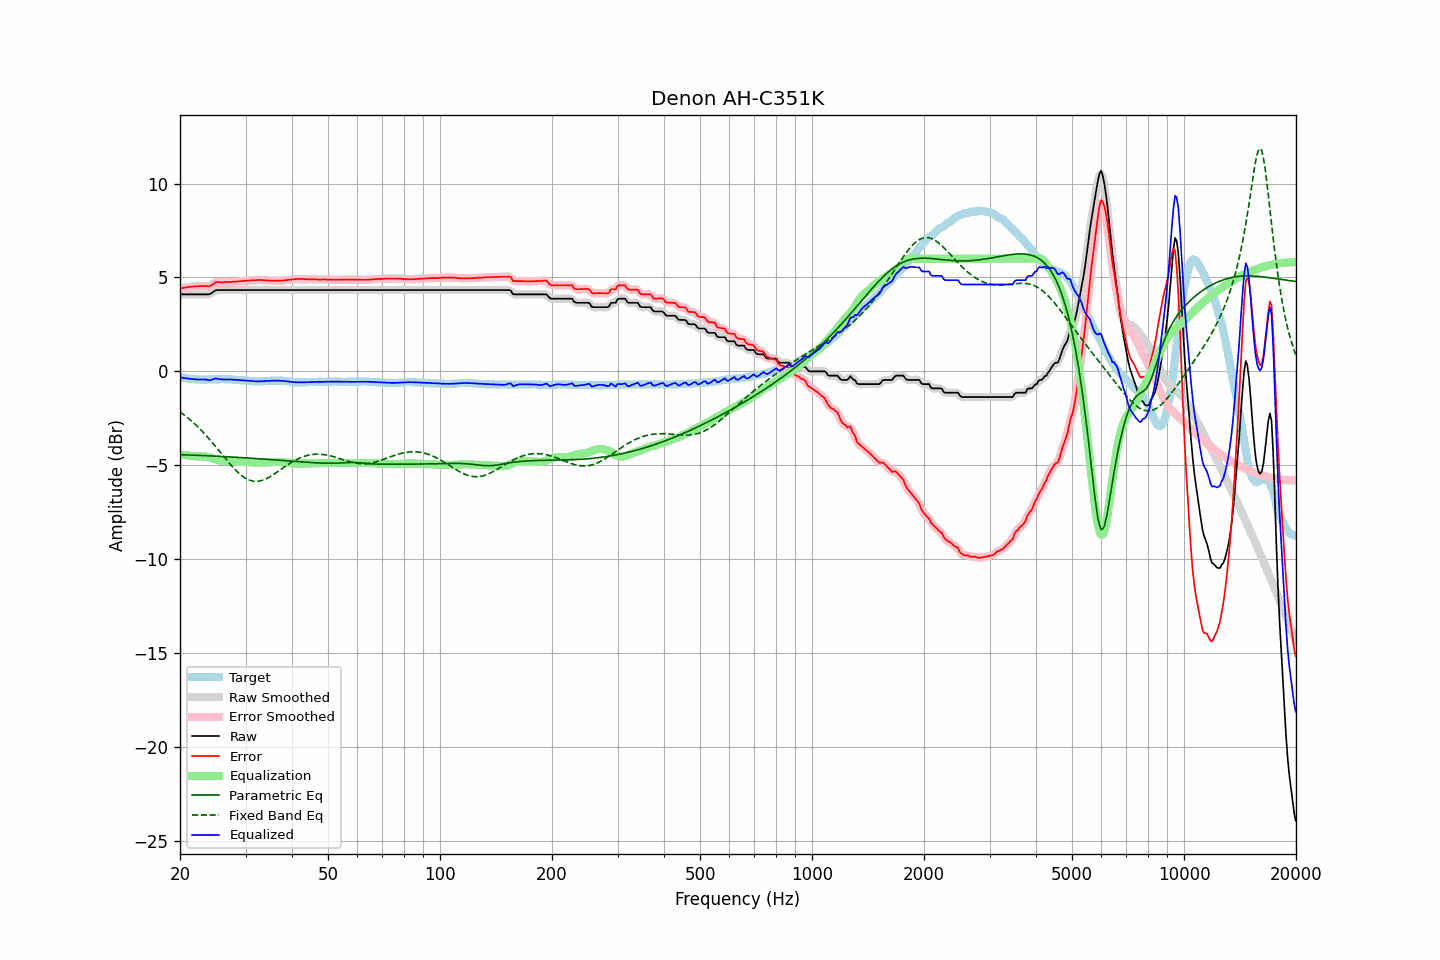 Denon AH-C351K
10
5
0
−5
−10
−15
−20
−25
Amplitude (dBr)
Target
Raw Smoothed
Error Smoothed
Raw
Error
Equalization
Parametric Eq
Fixed Band Eq
Equalized
20 50 100 200 500 1000 2000 5000 10000 20000
Frequency (Hz)